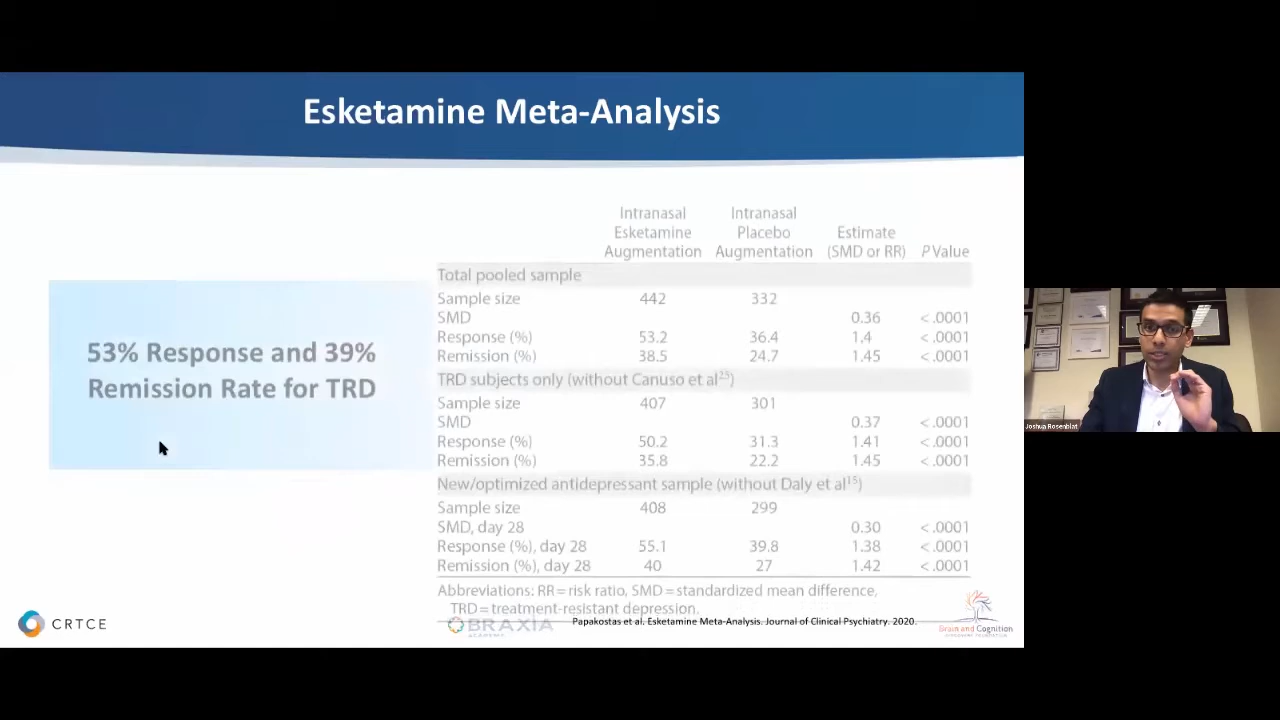 Esketamine Meta-Analysis
53% Response and 39%
Remission Rate for TRD
Intranasal Intranasal
Esketamine Placebo Estimate
Augmentation Augmentation (SMD or RR) P Value
Total pooled sample
Sample size 442 332
SMD 0.36 <.0001
Response (%) 53.2 36.4 1.4 <.0001
Remission (%) 38.5 24.7 1.45 <.0001
TRD subjects only (without Canuso et al25)
Sample size 407 301
SMD 0.37 <.0001
Response (%) 50.2 31.3 1.41 <.0001
Remission (%) 35.8 22.2 1.45 <.0001
New/optimized antidepressant sample (without Daly et al15)
Sample size 408 299
SMD, day 28 0.30 <.0001
Response (%), day 28 55.1 39.8 1.38 <.0001
Remission (%), day 28 40 27 1.42 <.0001
Abbreviations: RR = risk ratio, SMD = standardized mean difference,
TRD = treatment-resistant depression.
CRTCE
BRAXIA
ACADEMY
Papakostas et al. Esketamine Meta-Analysis. Journal of Clinical Psychiatry. 2020.
Brain and Cognition
Joshua Rosenblat